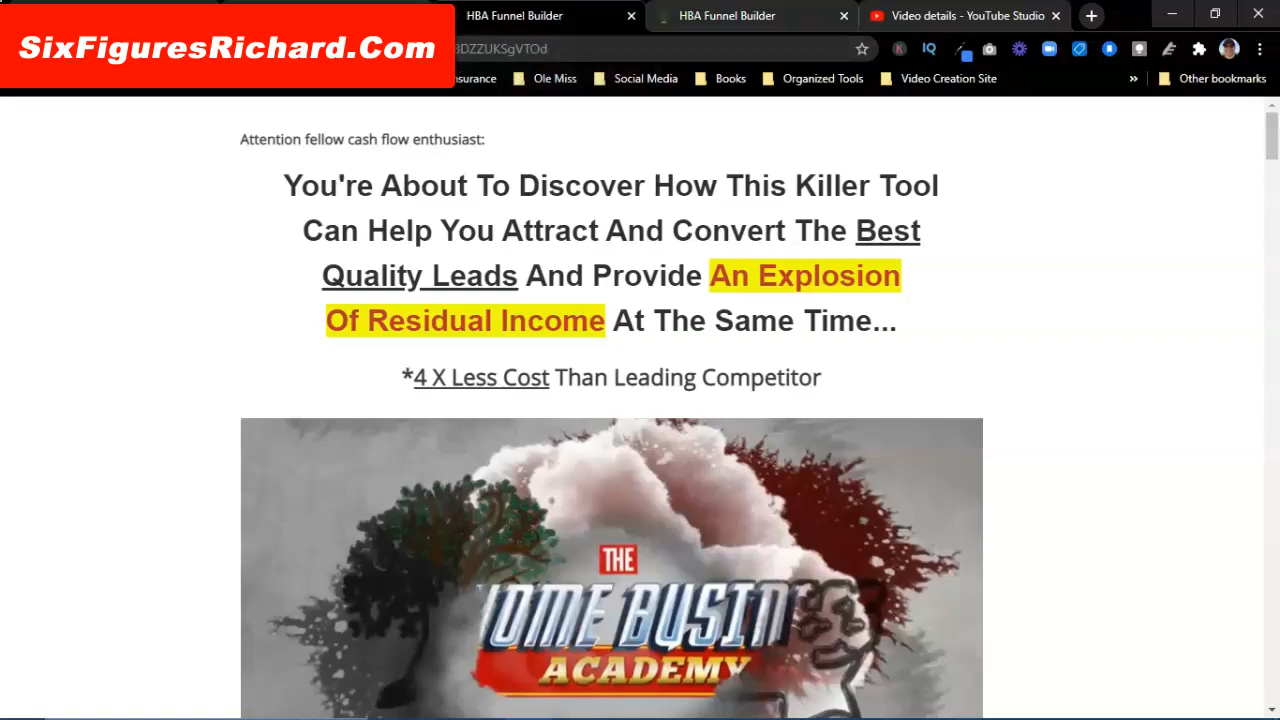 HBA Funnel Builder
HBA Funnel Builder
Video details - YouTube Studio
SixFiguresRichard.Com
3DZZUKSgVTOd
surance
Ole Miss
Social Media
Books
Organized Tools
Video Creation Site
Other bookmarks
Attention fellow cash flow enthusiast:
You're About To Discover How This Killer Tool
Can Help You Attract And Convert The Best
Quality Leads And Provide An Explosion
Of Residual Income At The Same Time...
*4 X Less Cost Than Leading Competitor
THE
OME BUSIN
ACADEMY